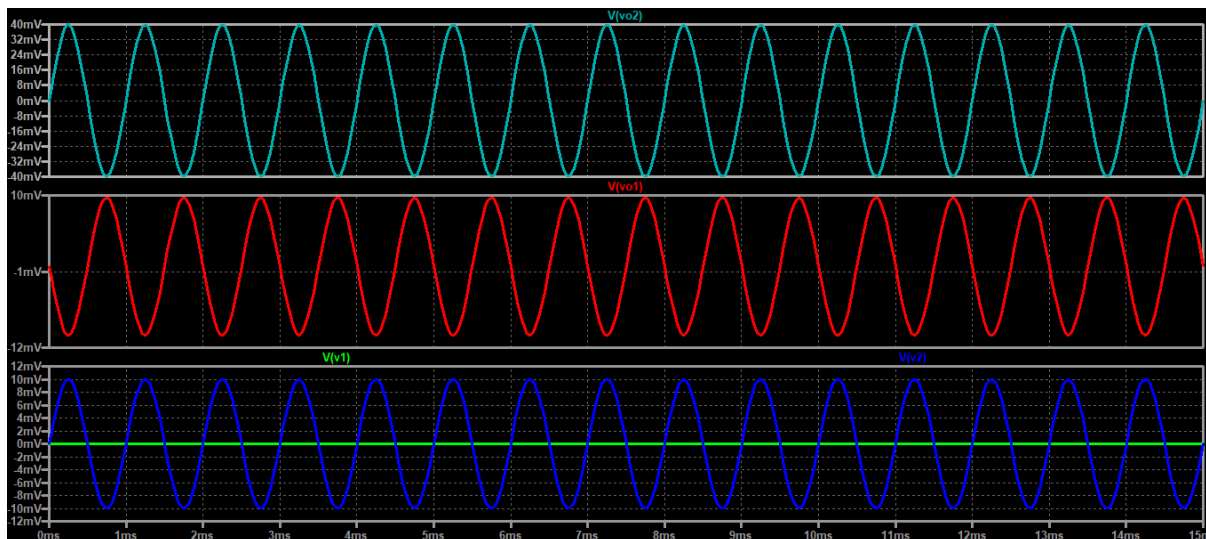 V(vo2)
40mV
32mV
24mV
16mV
8mV
0mV
-8mV
-16mV
-24mV
-32mV
-40mV
V(vo1)
10mV
-1mV
-12mV
V(v1) V(v2)
12mV
10mV
8mV
6mV
4mV
2mV
0mV
-2mV
-4mV
-6mV
-8mV
-10mV
-12mV
0ms 1ms 2ms 3ms 4ms 5ms 6ms 7ms 8ms 9ms 10ms 11ms 12ms 13ms 14ms 15m